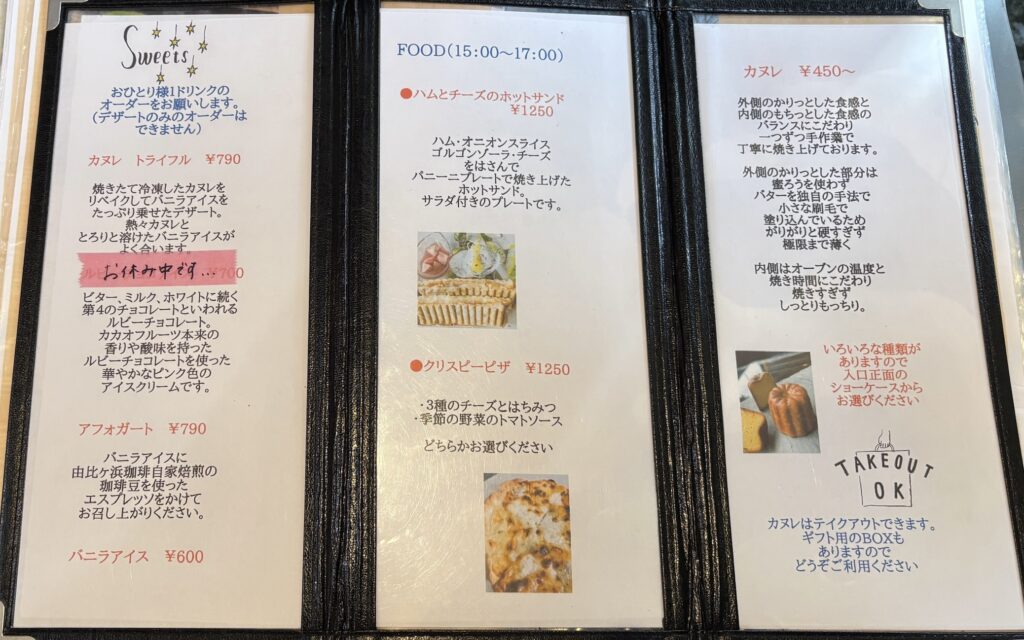 Sweets
おひとり様1ドリンクの
オーダーをお願いします。
(デザートのみのオーダーは
できません)
カヌレ トライフル ¥790
焼きたて冷凍したカヌレを
リベイクしてバニラアイスを
たっぷり乗せたデザート。
熱々カヌレと
とろりと溶けたバニラアイスが
よく合います。
お休み中です...
¥700
ビター、ミルク、ホワイトに続く
第4のチョコレートといわれる
ルビーチョコレート。
カカオフルーツ本来の
香りや酸味を持った
ルビーチョコレートを使った
華やかなピンク色の
アイスクリームです。
アフォガート ¥790
バニラアイスに
由比ヶ浜珈琲自家焙煎の
珈琲豆を使った
エスプレッソをかけて
お召し上がりください。
バニラアイス ¥600
FOOD(15:00~17:00)
●ハムとチーズのホットサンド
¥1250
ハム・オニオンスライス
ゴルゴンゾーラ・チーズ
をはさんで
パニーニプレートで焼き上げた
ホットサンド。
サラダ付きのプレートです。
●クリスピーピザ ¥1250
・3種のチーズとはちみつ
・季節の野菜のトマトソース
どちらかお選びください
カヌレ ¥450~
外側のかりっとした食感と
内側のもちっとした食感の
バランスにこだわり
一つずつ手作業で
丁寧に焼き上げております。
外側のかりっとした部分は
蜜ろうを使わず
バターを独自の手法で
小さな刷毛で
塗り込んでいるため
がりがりと硬すぎず
極限まで薄く
内側はオーブンの温度と
焼き時間にこだわり
焼きすぎず
しっとりもっちり。
いろいろな種類が
ありますので
入口正面の
ショーケースから
お選びください
TAKEOUT
OK
カヌレはテイクアウトできます。
ギフト用のBOXも
ありますので
どうぞご利用ください